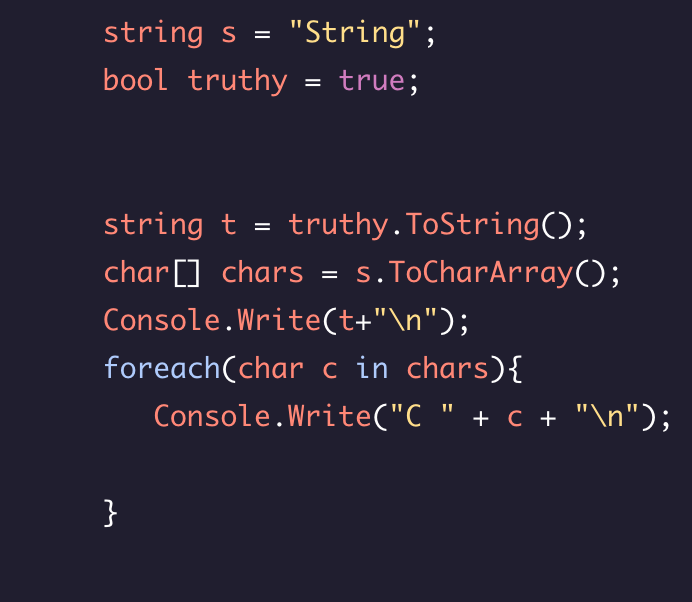 string s = "String";
bool truthy = true;
string t = truthy.ToString();
char[] chars = s.ToCharArray();
Console.Write(t+"\n");
foreach(char c in chars){
Console.Write("C " + c + "\n");
}